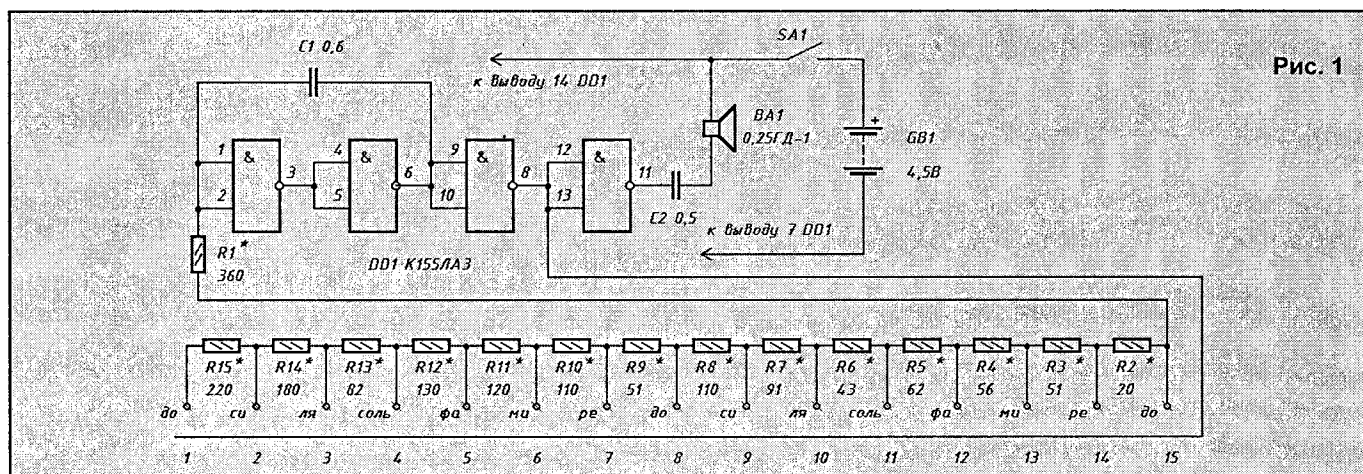 Рис. 1
C1 0,6
SA1
к выводу 14 DD1
BA1
0,25ГД-1
GB1
+
4,5В
1
2
&
3
4
5
&
6
9
10
&
8
12
13
&
11
C2 0,5
к выводу 7 DD1
R1*
360
DD1 К155ЛА3
R15* R14* R13* R12* R11* R10* R9* R8* R7* R6* R5* R4* R3* R2*
220 180 82 130 120 110 51 110 91 43 62 56 51 20
до си ля соль фа ми ре до си ля соль фа ми ре до
1 2 3 4 5 6 7 8 9 10 11 12 13 14 15